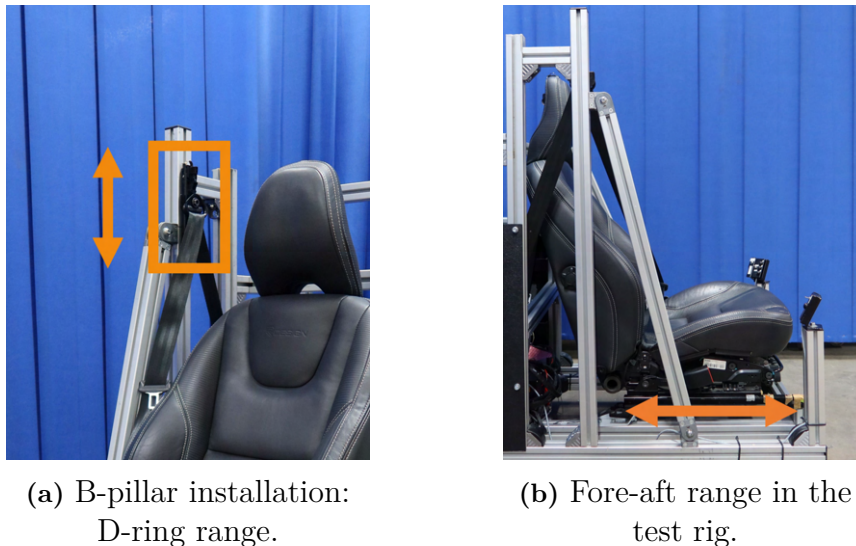 (a) B-pillar installation:
D-ring range.
(b) Fore-aft range in the
test rig.